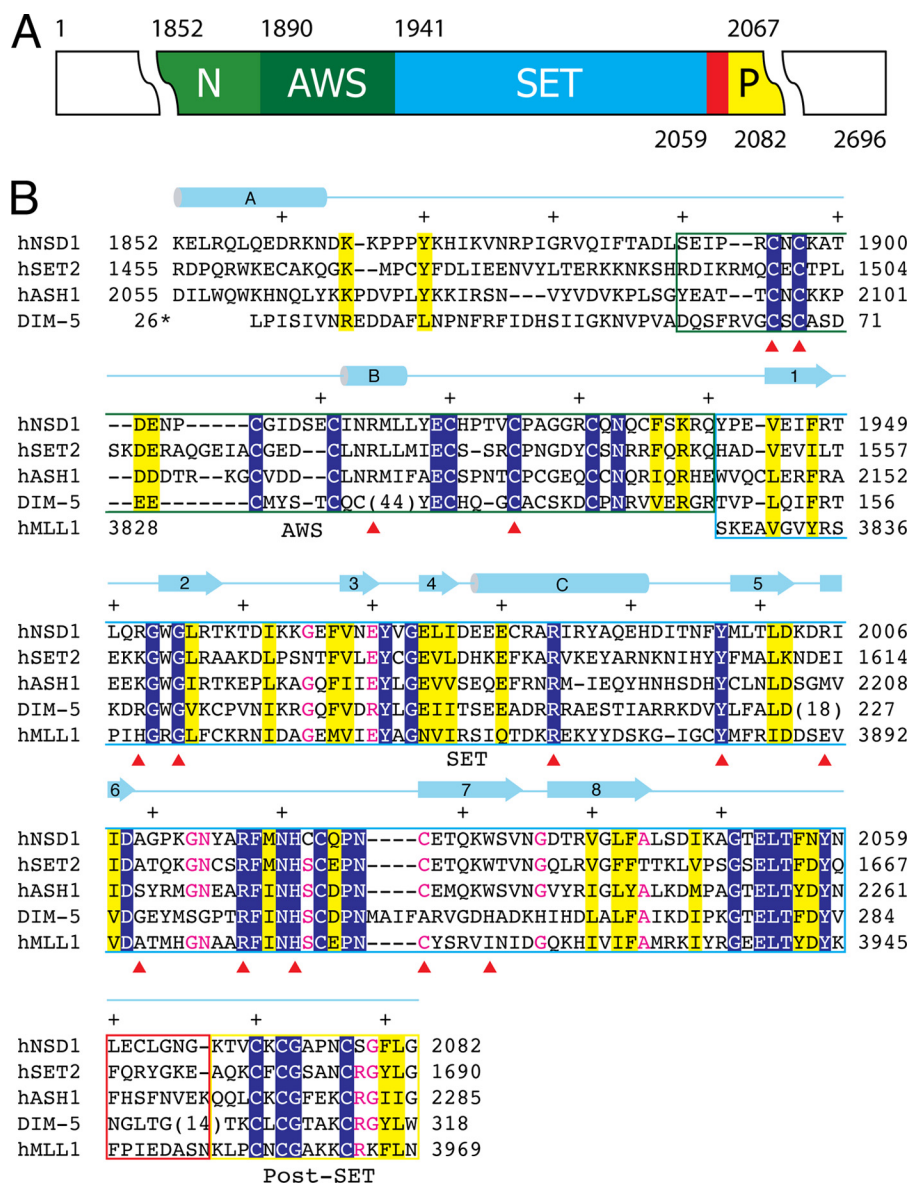 A
1 1852 1890 1941 2067
N AWS SET P
2059 2082 2696
B
A
+ + + + +
hNSD1 1852 KELRQLQEDRKNDK-KPPPYKHIKVNRPIGRVQIFTADLSEIP--RCNCKAT 1900
hSET2 1455 RDPQRWKECAKQGK--MPCYFDLIEENVYLTERKKNKSHRDIKRMQCECTPL 1504
hASH1 2055 DILWQWKHNQLYKKPDVPLYKKIRSN---VYVDVKPLSGYEAT--TCNCKKP 2101
DIM-5 26* LPISIVNREDDAFLNPNFRFIDHSIIGKNVPVADQSFRVGCSCASD 71
B 1
+ + + +
hNSD1 --DENP-----CGIDSECINRMLLYECHPTVCPAGGRCQNQCFSKRQYPE-VEIFRT 1949
hSET2 SKDERAQGEIACGED--CLNRLLMIECS-SRCPNGDYCSNRRFQRKQHAD-VEVILT 1557
hASH1 --DDDTR--KGCVDD--CLNRMIFAECSPNTCPCGEQCCNQRIQRHEWVQCLERFRA 2152
DIM-5 --EE------CMYS-TCQC(44)YECHQ-GCACSKDCPNRVVERGRTVP-LQIFRT 156
hMLL1 3828 SKEAVGVYRS 3836
AWS
2 3 4 C 5
+ + + + + +
hNSD1 LQRGWGLRTKTDIKKGEFVNEYVGELIDEEECRARIRYAQEHDITNFYMLTLDKDRI 2006
hSET2 EKKGWGLRAAKDLPSNTFVLEYCGEVLDHKEFKARVKEYARNKNIHYYFMALKNDEI 1614
hASH1 EEKGWGIRTKEPLKAGQFIIEYLGEVVSEQEFRNRM-IEQYHNHSDHYCLNLDSGMV 2208
DIM-5 KDRGWGVKCPVNIKRGQFVDRYLGEIITSEEADRRRAESTIARRKDVYLFALD(18) 227
hMLL1 PIHGRGLFCKRNIDAGEMVIEYAGNVIRSIQTDKREKYYDSKG-IGCYMFRIDDSEV 3892
SET
6 7 8
+ + + + +
hNSD1 IDAGPKGNYARFMNHCCQPN----CETQKWSVNGDTRVGLFALSDIKAGTELTFNYN 2059
hSET2 IDATQKGNCSRFMNHSCEPN----CETQKWTVNGQLRVGFFTTKLVPSGSELTFDYQ 1667
hASH1 IDSYRMGNEARFINHSCDPN----CEMQKWSVNGVYRIGLYALKDMPAGTELTYDYN 2261
DIM-5 VDGEYMSGPTRFINHSCDPNMAIFARVGDHADKHIHDLALFAIKDIPKGTELTFDYV 284
hMLL1 VDATMHGNAARFINHSCEPN----CYSRVINIDGQKHIVIFAMRKIYRGEELTYDYK 3945
+ + +
hNSD1 LECLGNG-KTVCKCGAPNCSGFLG 2082
hSET2 FQRYGKE-AQKCFCGSANCRGYLG 1690
hASH1 FHSFNVEKQQLCKCGFEKCRGIIG 2285
DIM-5 NGLTG(14)TKCLCGTAKCRGYLW 318
hMLL1 FPIEDASNKLPCNCGAKKCRKFLN 3969
Post-SET